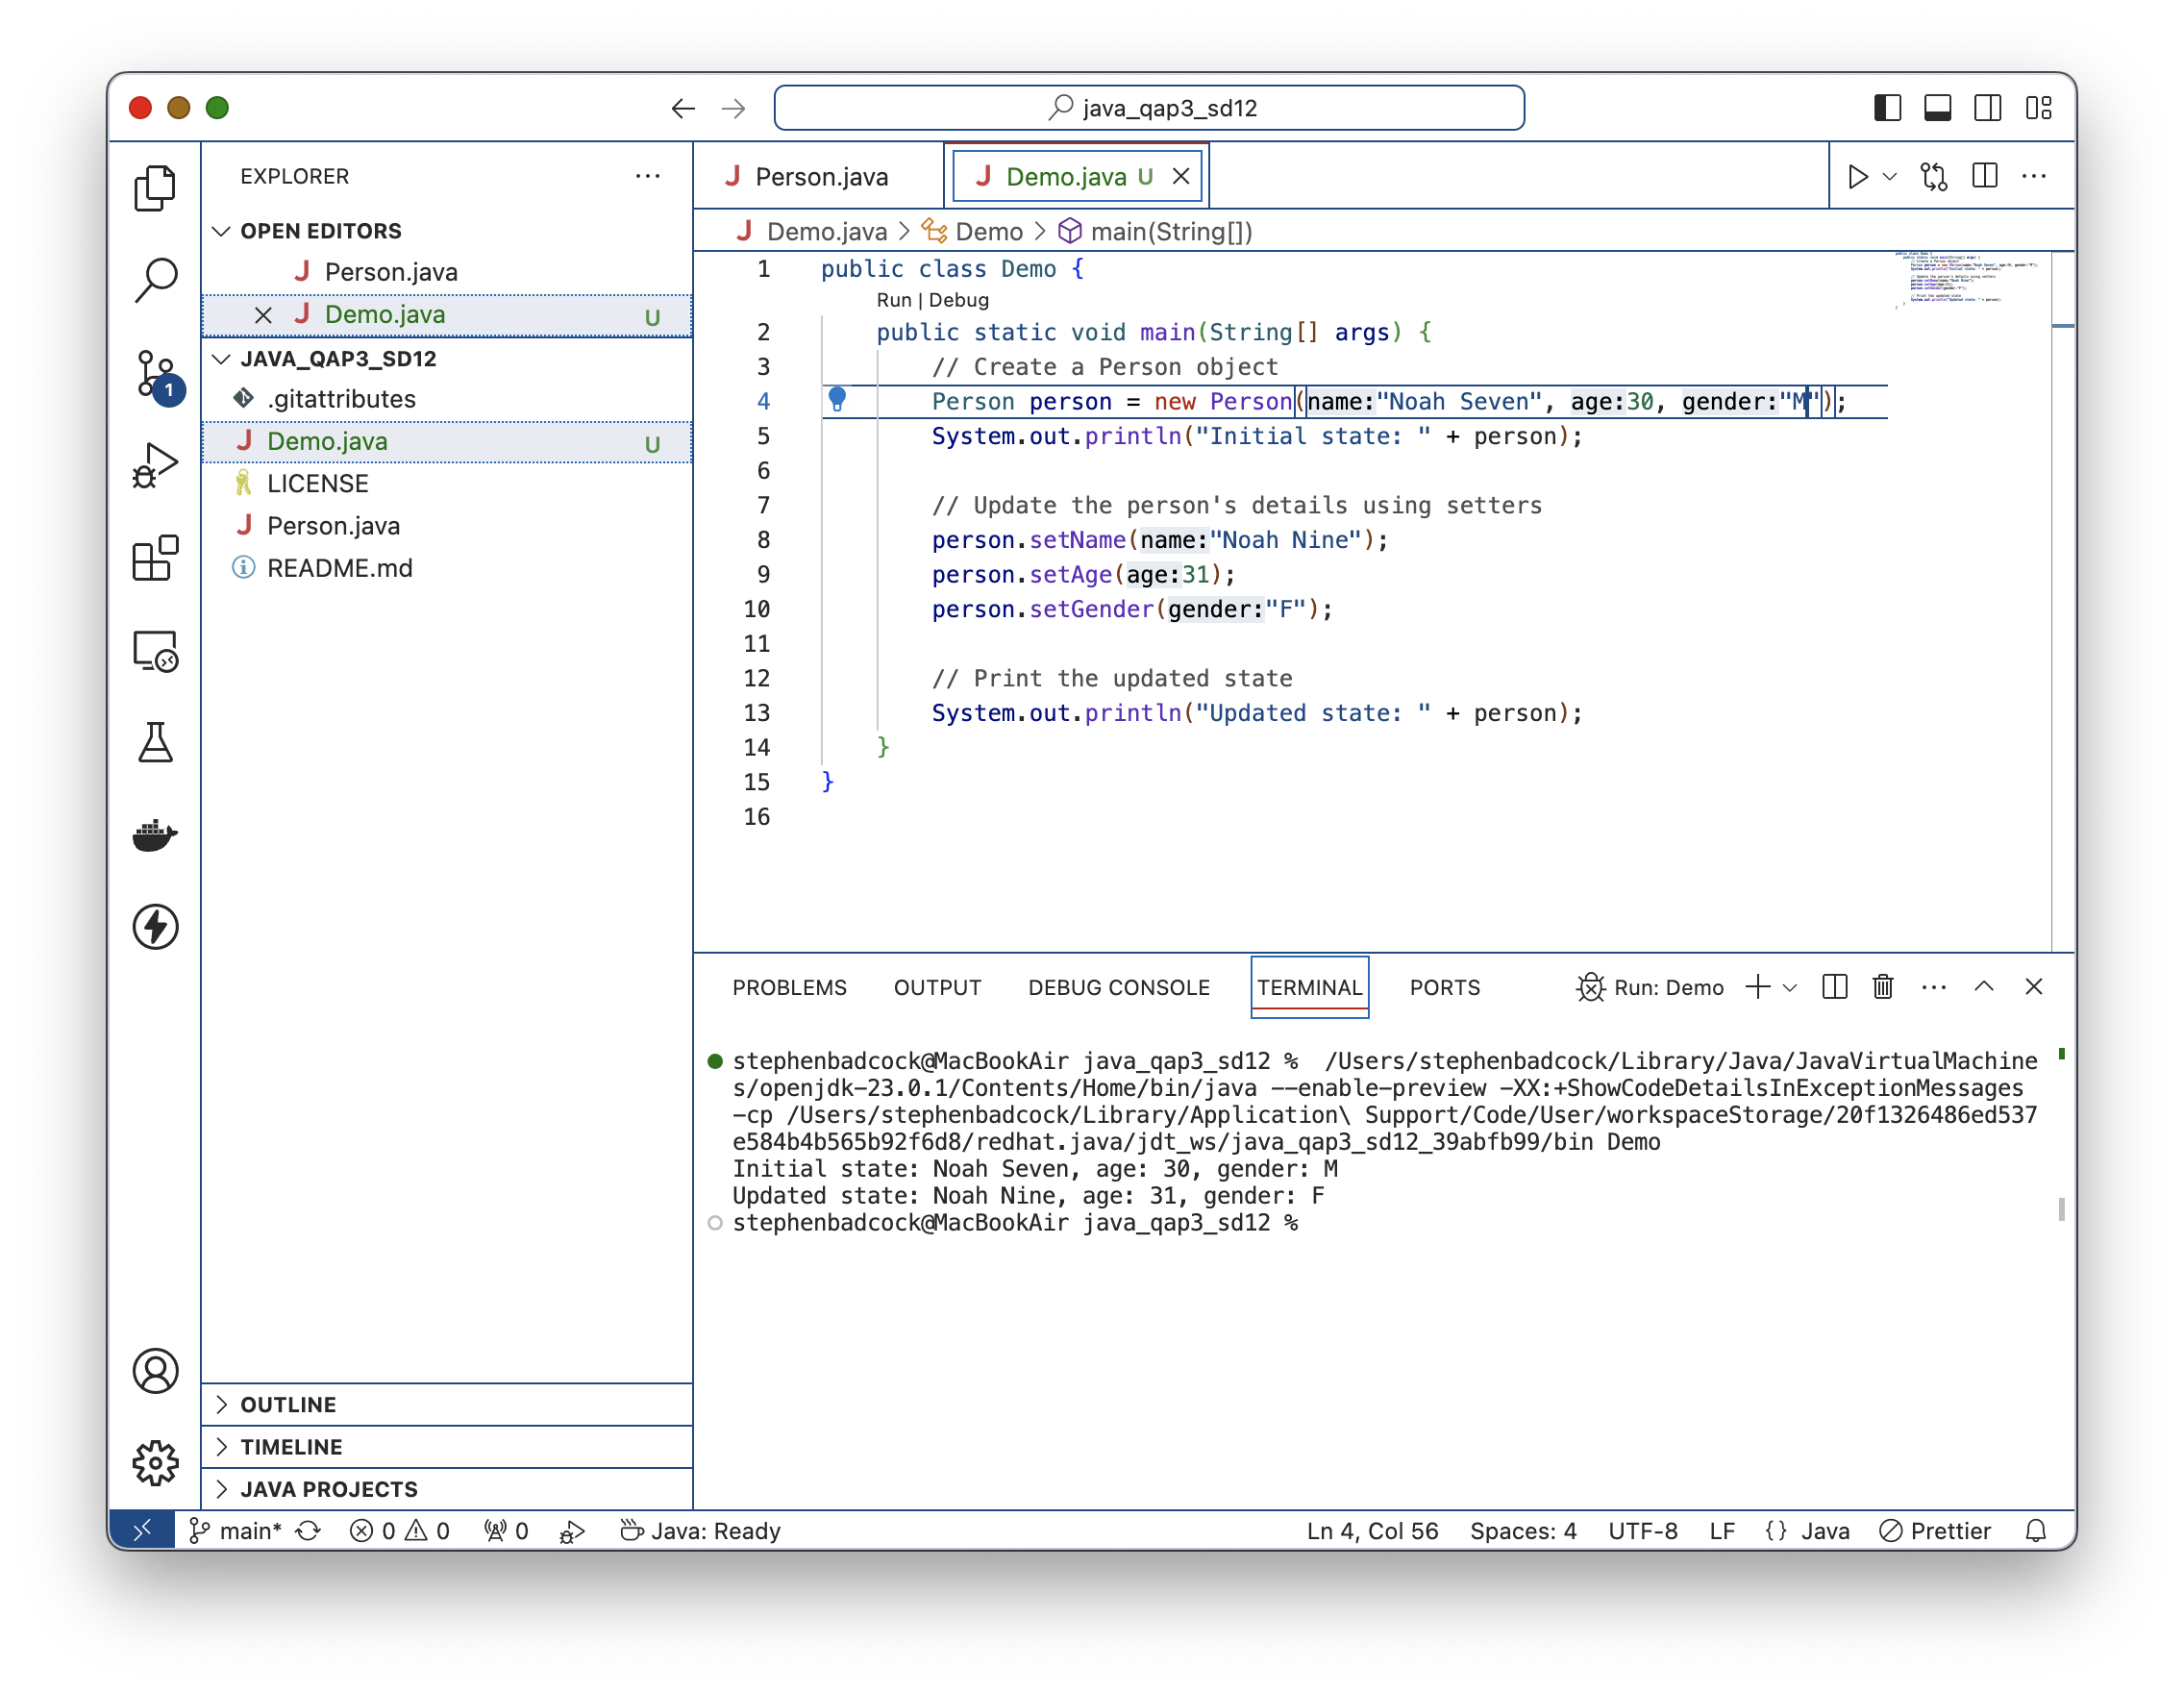 java_qap3_sd12
EXPLORER
OPEN EDITORS
Person.java
Demo.java U
JAVA_QAP3_SD12
1
.gitattributes
Demo.java U
LICENSE
Person.java
README.md
OUTLINE
TIMELINE
JAVA PROJECTS
Person.java
Demo.java U
Demo.java > Demo > main(String[])
1 public class Demo {
Run | Debug
2 public static void main(String[] args) {
3 // Create a Person object
4 Person person = new Person(name:"Noah Seven", age:30, gender:"M");
5 System.out.println("Initial state: " + person);
6
7 // Update the person's details using setters
8 person.setName(name:"Noah Nine");
9 person.setAge(age:31);
10 person.setGender(gender:"F");
11
12 // Print the updated state
13 System.out.println("Updated state: " + person);
14 }
15 }
16
PROBLEMS OUTPUT DEBUG CONSOLE TERMINAL PORTS Run: Demo
stephenbadcock@MacBookAir java_qap3_sd12 %  /Users/stephenbadcock/Library/Java/JavaVirtualMachine
s/openjdk-23.0.1/Contents/Home/bin/java --enable-preview -XX:+ShowCodeDetailsInExceptionMessages
-cp /Users/stephenbadcock/Library/Application\ Support/Code/User/workspaceStorage/20f1326486ed537
e584b4b565b92f6d8/redhat.java/jdt_ws/java_qap3_sd12_39abfb99/bin Demo
Initial state: Noah Seven, age: 30, gender: M
Updated state: Noah Nine, age: 31, gender: F
stephenbadcock@MacBookAir java_qap3_sd12 %
main* 0 0 0 Java: Ready Ln 4, Col 56 Spaces: 4 UTF-8 LF {} Java Prettier